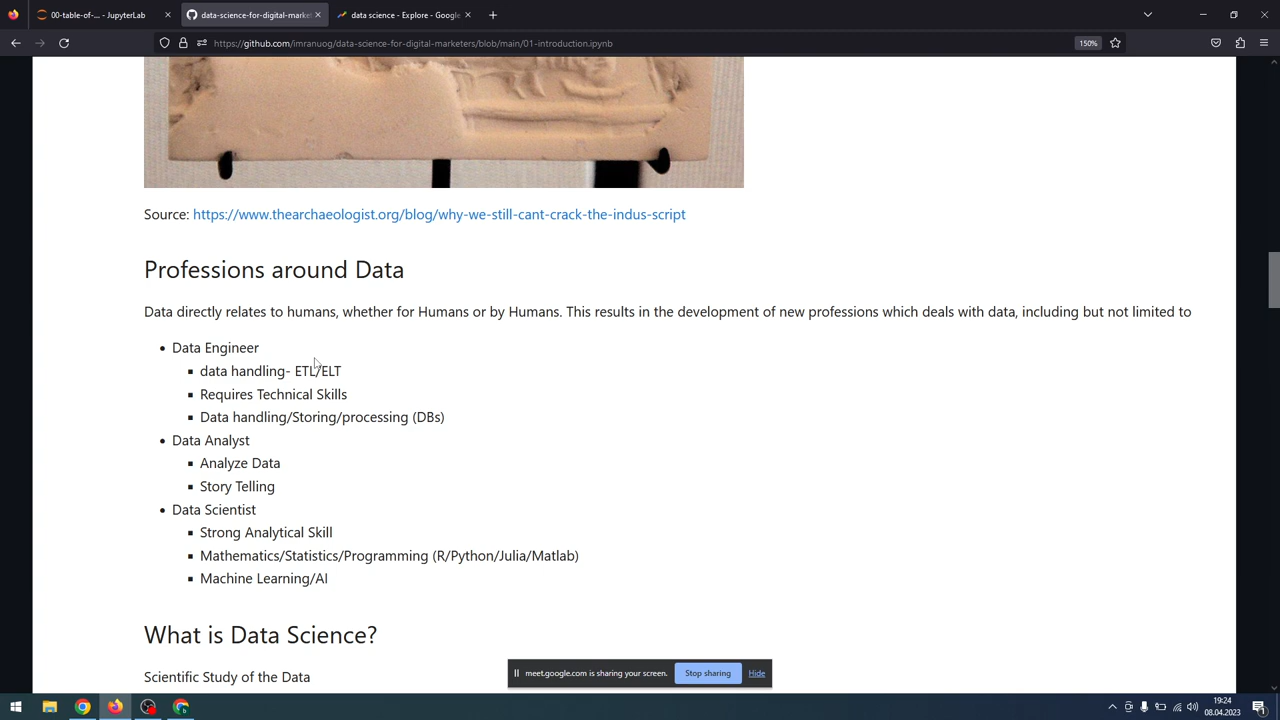 00-table-of-... - JupyterLab
data-science-for-digital-market
data science - Explore - Google
https://github.com/imranuog/data-science-for-digital-marketers/blob/main/01-introduction.ipynb
150%
Source: https://www.thearchaeologist.org/blog/why-we-still-cant-crack-the-indus-script
Professions around Data
Data directly relates to humans, whether for Humans or by Humans. This results in the development of new professions which deals with data, including but not limited to
Data Engineer
data handling- ETL/ELT
Requires Technical Skills
Data handling/Storing/processing (DBs)
Data Analyst
Analyze Data
Story Telling
Data Scientist
Strong Analytical Skill
Mathematics/Statistics/Programming (R/Python/Julia/Matlab)
Machine Learning/AI
What is Data Science?
Scientific Study of the Data
meet.google.com is sharing your screen. Stop sharing Hide
19:24
08.04.2023